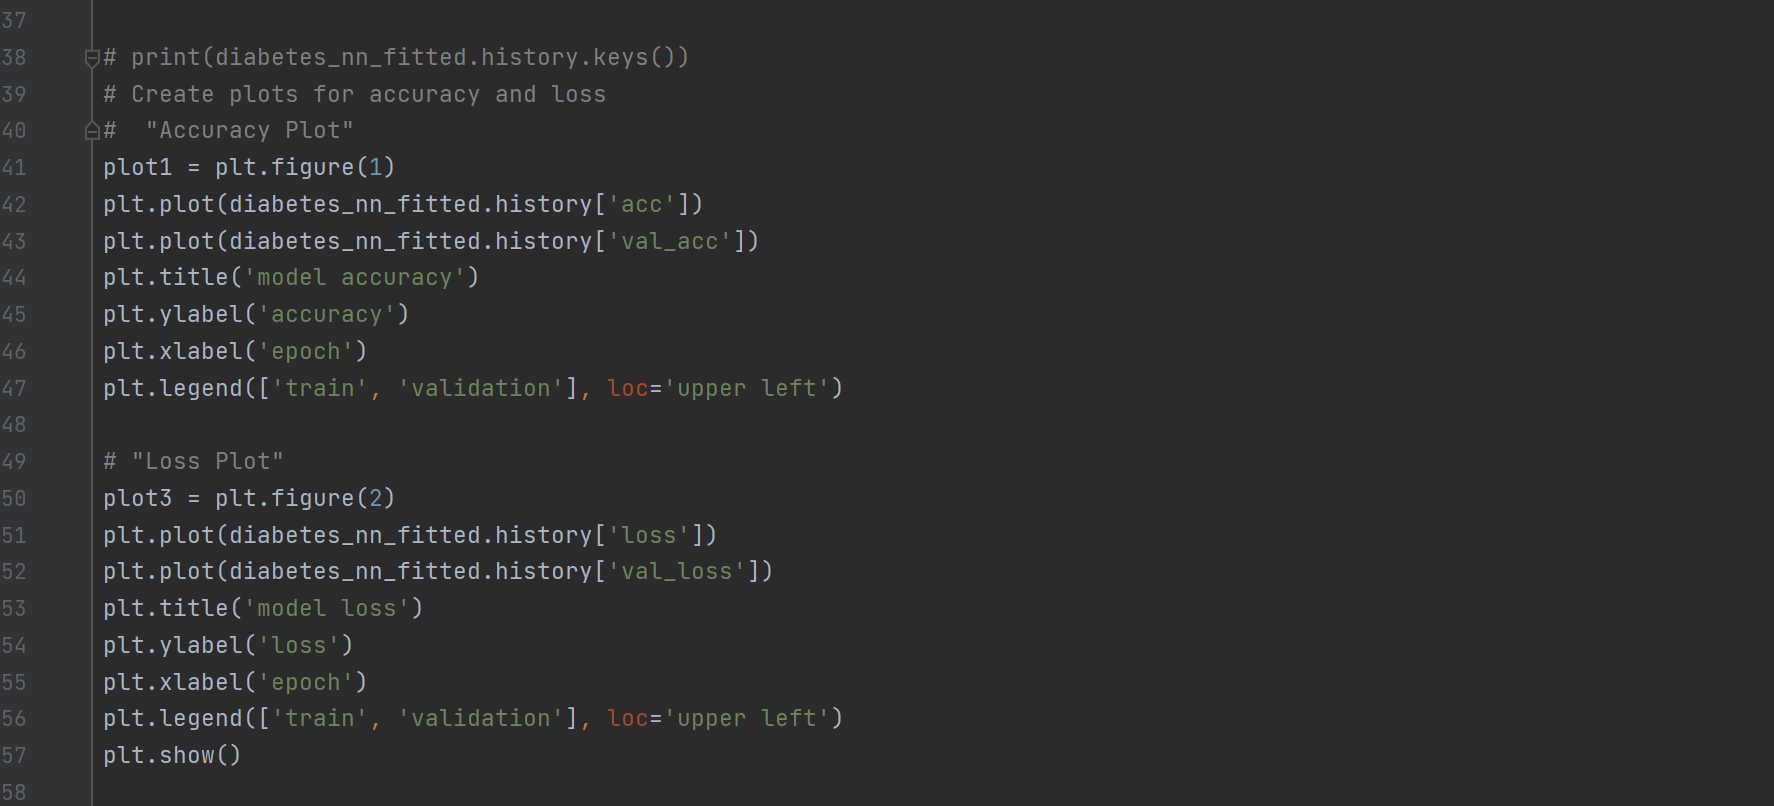 37
38 # print(diabetes_nn_fitted.history.keys())
39 # Create plots for accuracy and loss
40 #  "Accuracy Plot"
41 plot1 = plt.figure(1)
42 plt.plot(diabetes_nn_fitted.history['acc'])
43 plt.plot(diabetes_nn_fitted.history['val_acc'])
44 plt.title('model accuracy')
45 plt.ylabel('accuracy')
46 plt.xlabel('epoch')
47 plt.legend(['train', 'validation'], loc='upper left')
48
49 # "Loss Plot"
50 plot3 = plt.figure(2)
51 plt.plot(diabetes_nn_fitted.history['loss'])
52 plt.plot(diabetes_nn_fitted.history['val_loss'])
53 plt.title('model loss')
54 plt.ylabel('loss')
55 plt.xlabel('epoch')
56 plt.legend(['train', 'validation'], loc='upper left')
57 plt.show()
58